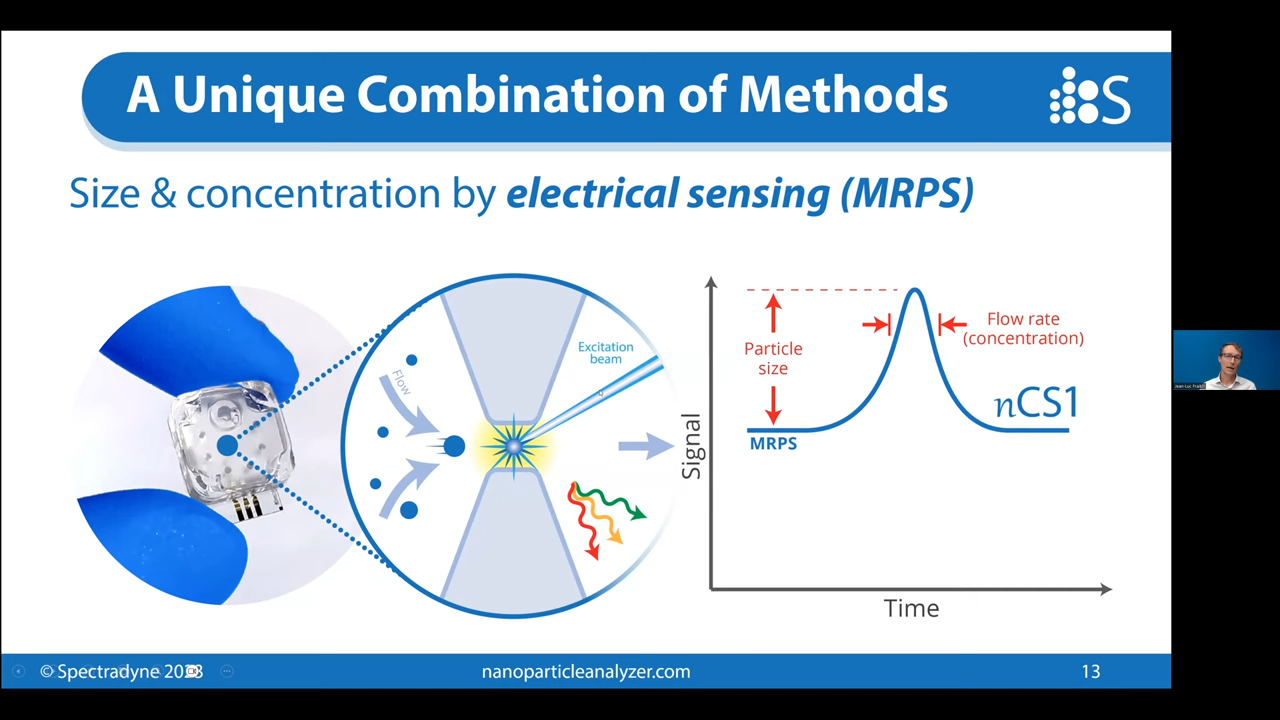 A Unique Combination of Methods
S
Size & concentration by electrical sensing (MRPS)
Flow
Excitation
beam
Signal
Particle
size
Flow rate
(concentration)
nCS1
MRPS
Time
© Spectradyne 2023
nanoparticleanalyzer.com
13